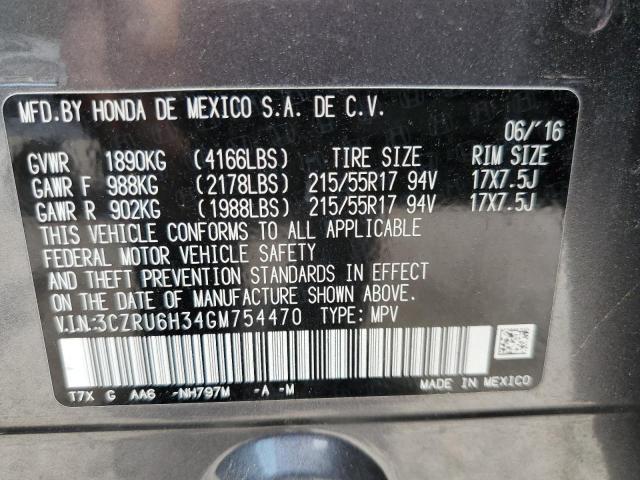 MFD.BY HONDA DE MEXICO S.A. DE C.V.
06/'16
GVWR 1890KG (4166LBS) TIRE SIZE RIM SIZE
GAWR F 988KG (2178LBS) 215/55R17 94V 17X7.5J
GAWR R 902KG (1988LBS) 215/55R17 94V 17X7.5J
THIS VEHICLE CONFORMS TO ALL APPLICABLE
FEDERAL MOTOR VEHICLE SAFETY
AND THEFT PREVENTION STANDARDS IN EFFECT
ON THE DATE OF MANUFACTURE SHOWN ABOVE.
V.I.N.:3CZRU6H34GM754470 TYPE: MPV
T7X G AA6 -NH797M -A -M
MADE IN MEXICO